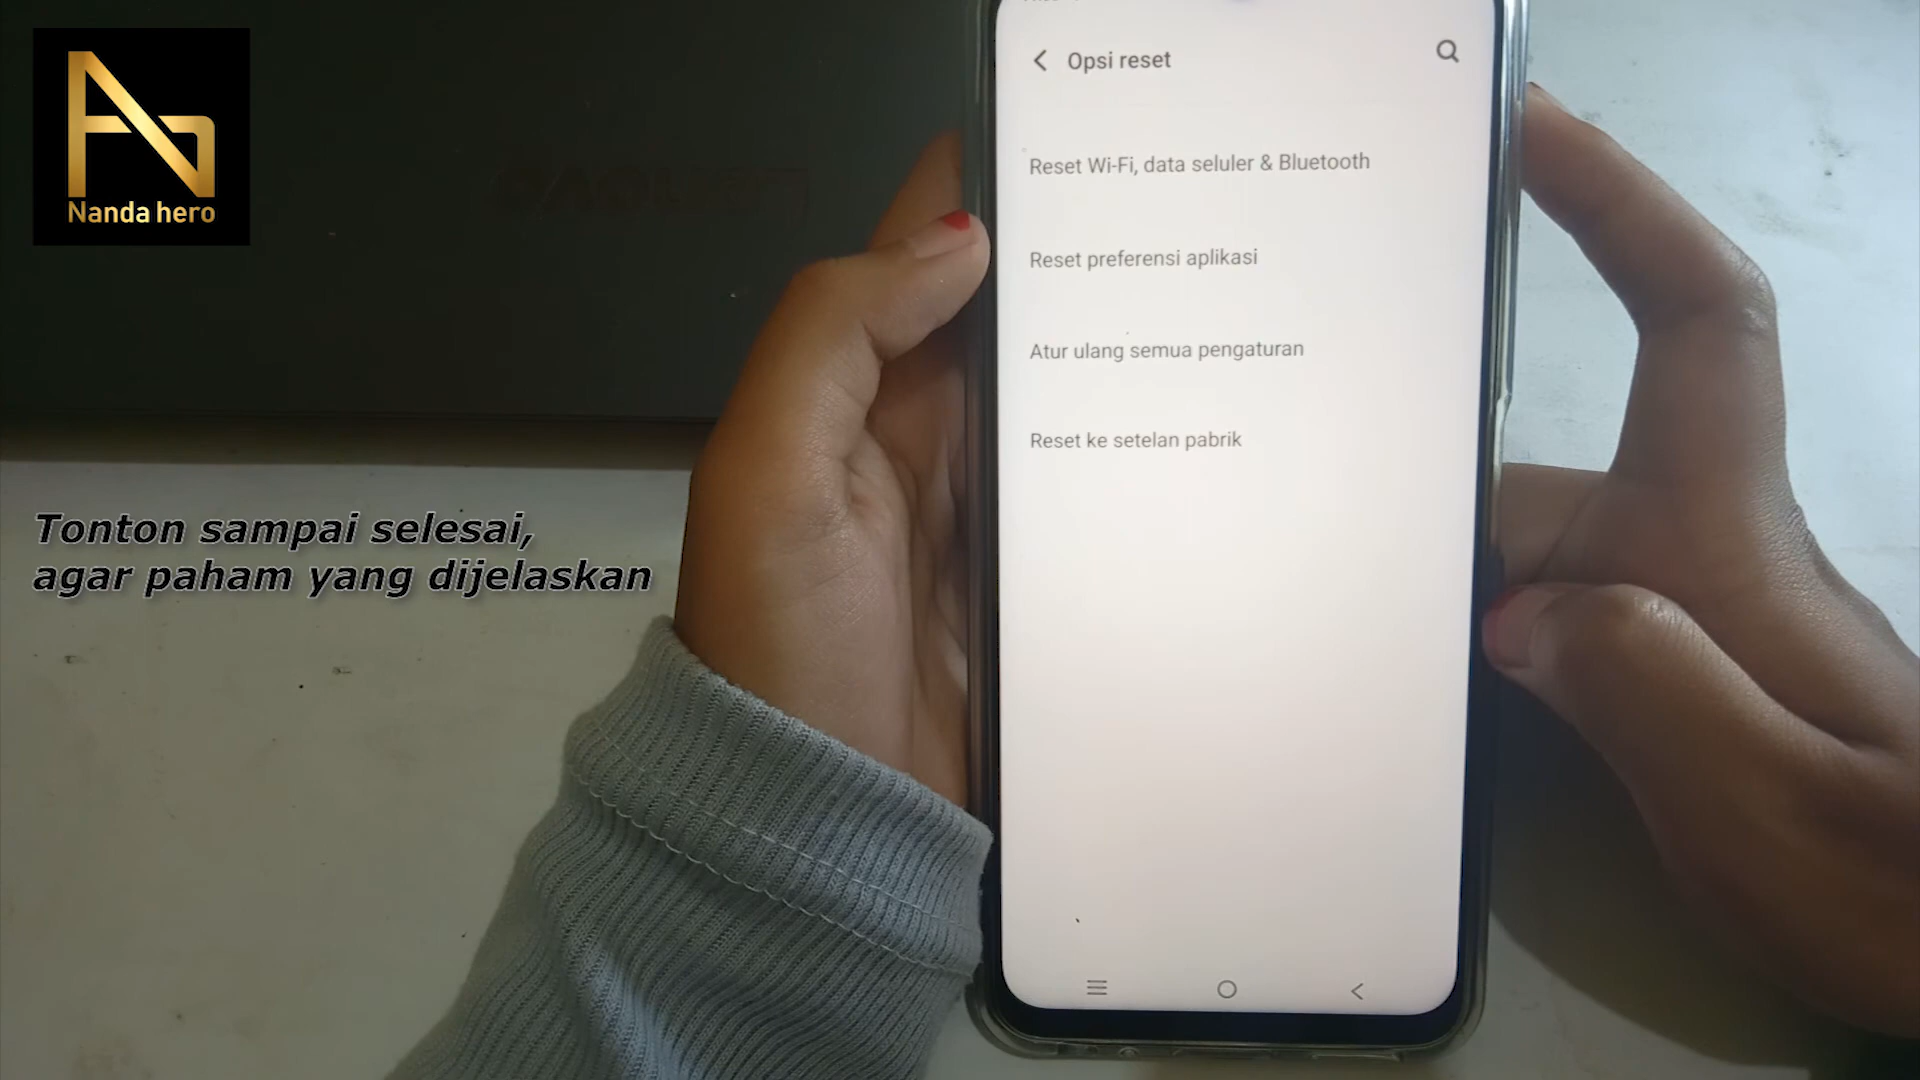 Nanda hero
Opsi reset
Reset Wi-Fi, data seluler & Bluetooth
Reset preferensi aplikasi
Atur ulang semua pengaturan
Reset ke setelan pabrik
Tonton sampai selesai,
agar paham yang dijelaskan